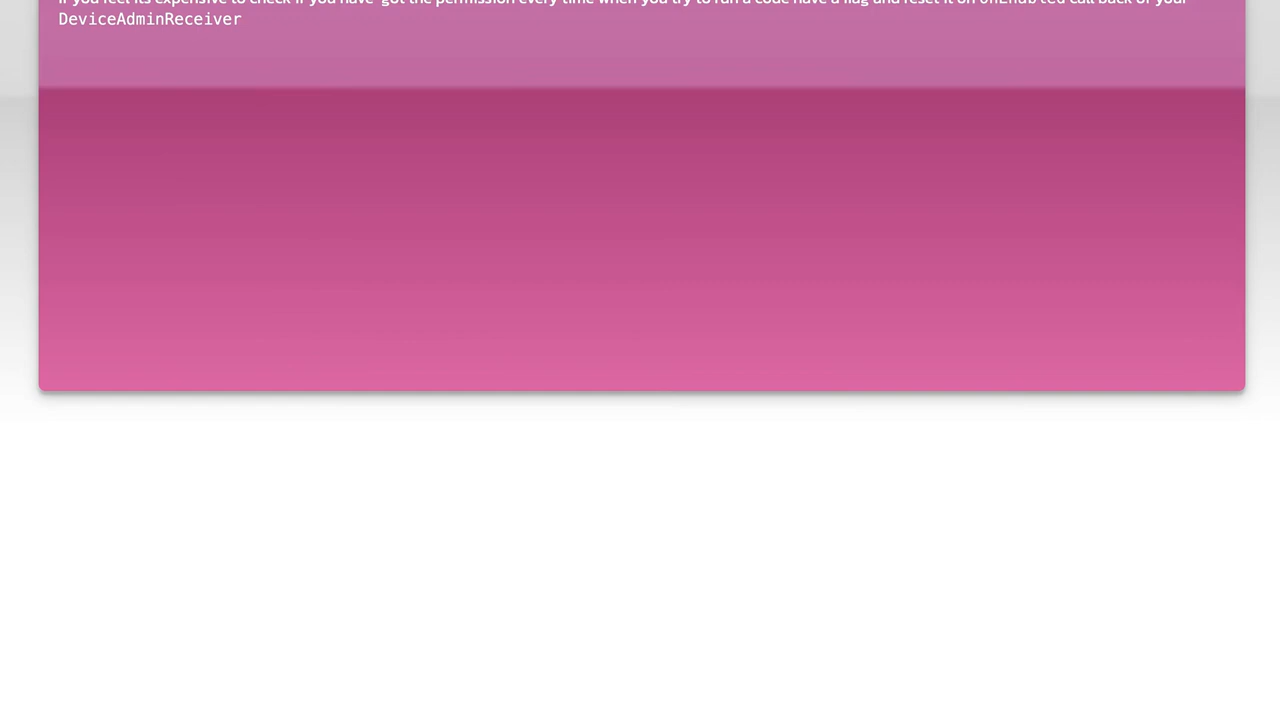 If you feel its expensive to check if you have got the permission every time when you try to run a code have a flag and reset it on onEnabled call back of your
DeviceAdminReceiver